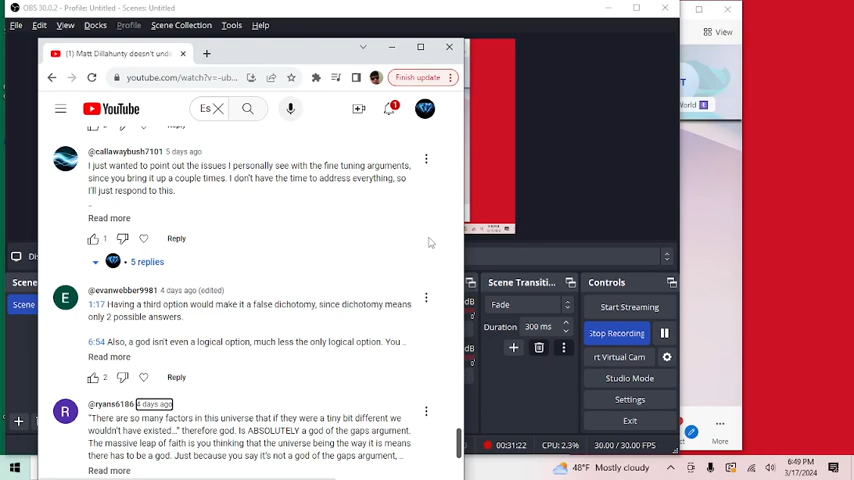 OBS 30.0.2 - Profile: Untitled - Scenes: Untitled
File Edit View Docks Profile Scene Collection Tools Help
(1) Matt Dillahunty doesn't und
View
youtube.com/watch?v=-ub...
Finish update
YouTube
Es
1
World
Reply
@callawaybush7101 5 days ago
I just wanted to point out the issues I personally see with the fine tuning arguments,
since you bring it up a couple times. I don't have the time to address everything, so
I'll just respond to this.
..
Read more
1 Reply
5 replies
@evanwebber9981 4 days ago (edited)
1:17 Having a third option would make it a false dichotomy, since dichotomy means
only 2 possible answers.
6:54 Also, a god isn't even a logical option, much less the only logical option. You ..
Read more
2 Reply
@ryans6186 4 days ago
"There are so many factors in this universe that if they were a tiny bit different we
wouldn't have existed..." therefore god. Is ABSOLUTELY a god of the gaps argument.
The massive leap of faith is you thinking that the universe being the way it is means
there has to be a god. Just because you say it's not a god of the gaps argument, ..
Read more
Scene
Scene
Scene Transiti...
Fade
Duration 300 ms
dB
dB
Controls
Start Streaming
Stop Recording
rt Virtual Cam
Studio Mode
Settings
Exit
00:31:22 CPU: 2.3% 30.00 / 30.00 FPS
More
48°F Mostly cloudy
6:49 PM
3/17/2024